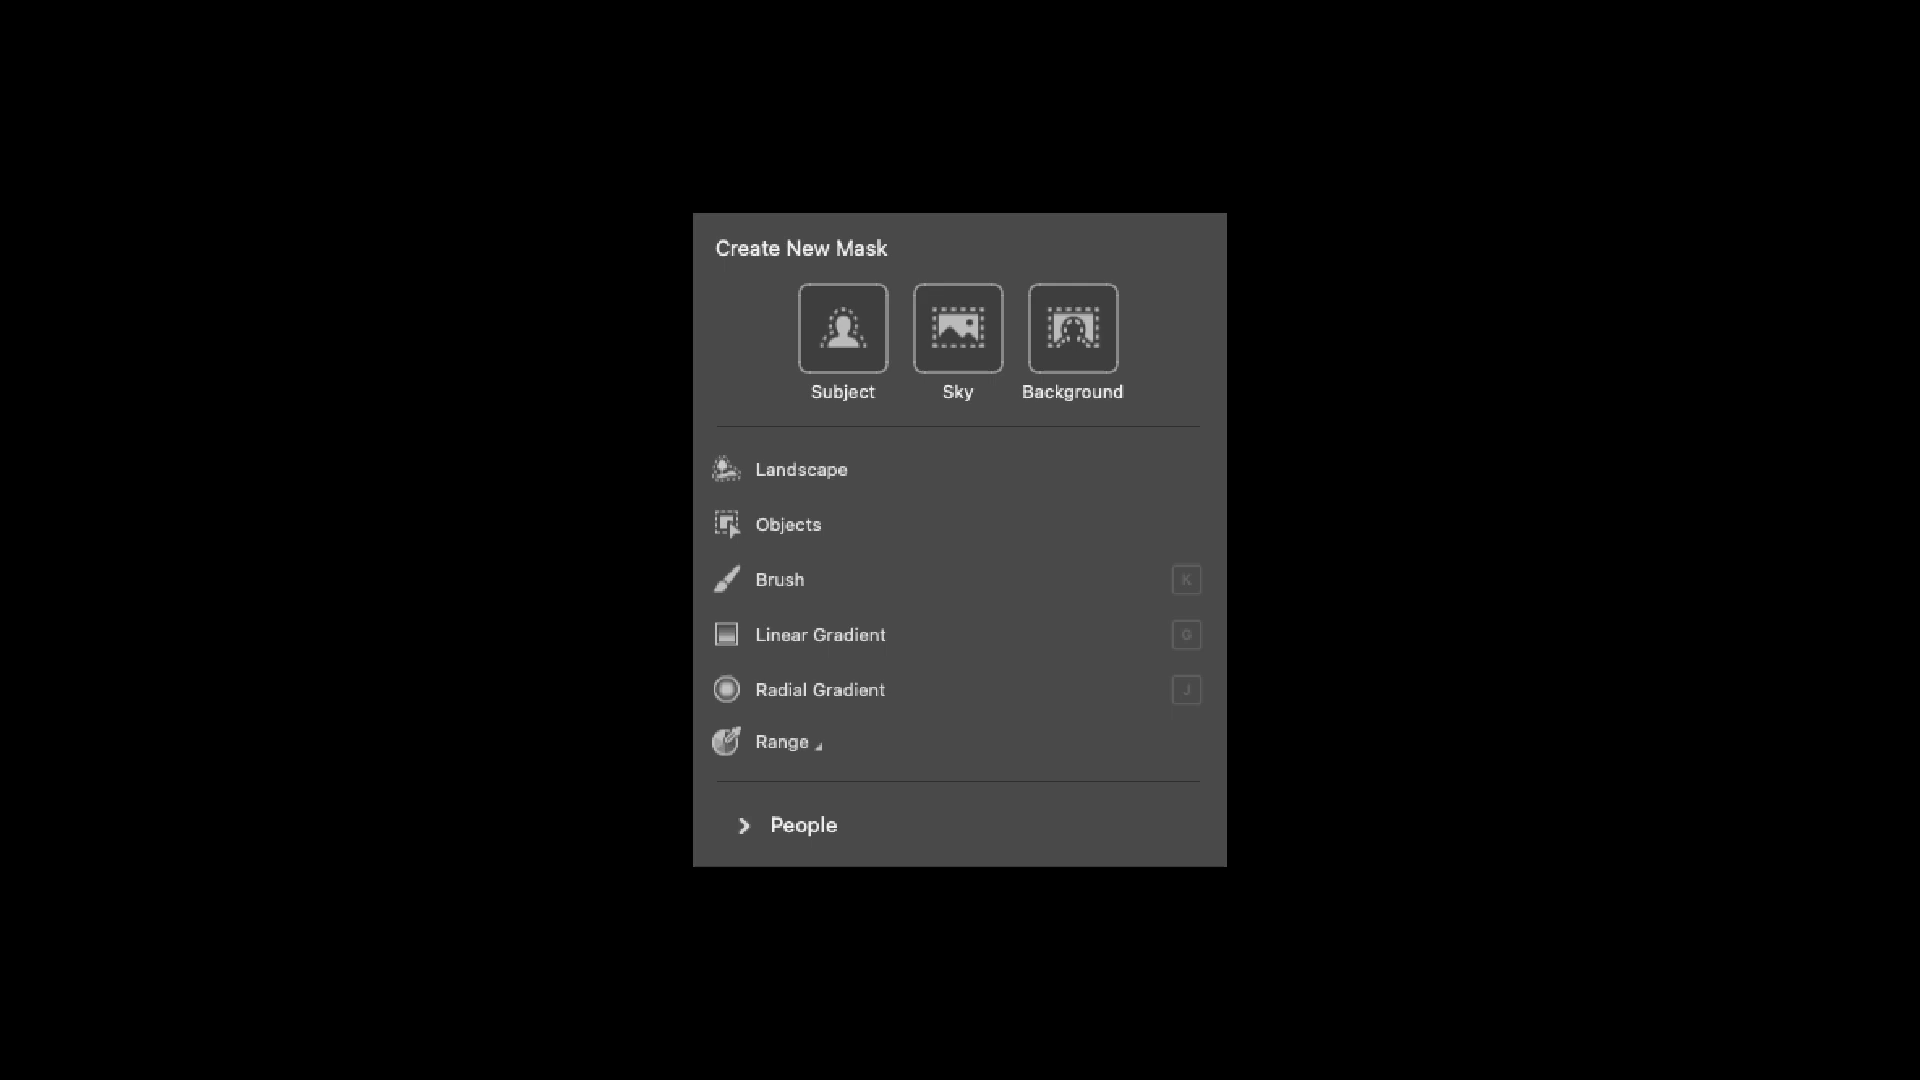 Create New Mask
Subject Sky Background
Landscape
Objects
Brush K
Linear Gradient G
Radial Gradient J
Range
People